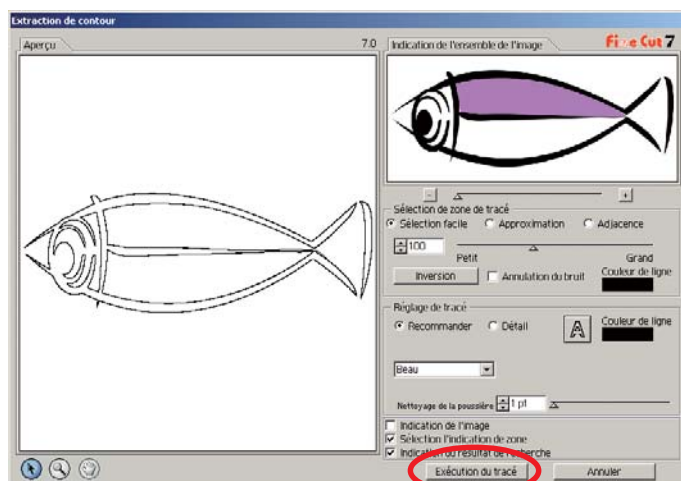 Extraction de contour
Aperçu 7.0
Indication de l'ensemble de l'image Fine Cut 7
- +
Sélection de zone de tracé
Sélection facile Approximation Adjacence
100
Petit Grand
Inversion Annulation du bruit Couleur de ligne
Réglage de tracé
Recommander Détail A Couleur de ligne
Beau
Nettoyage de la poussière 1 pt
Indication de l'image
Sélection l'indication de zone
Indication du résultat de recherche
Exécution du tracé Annuler